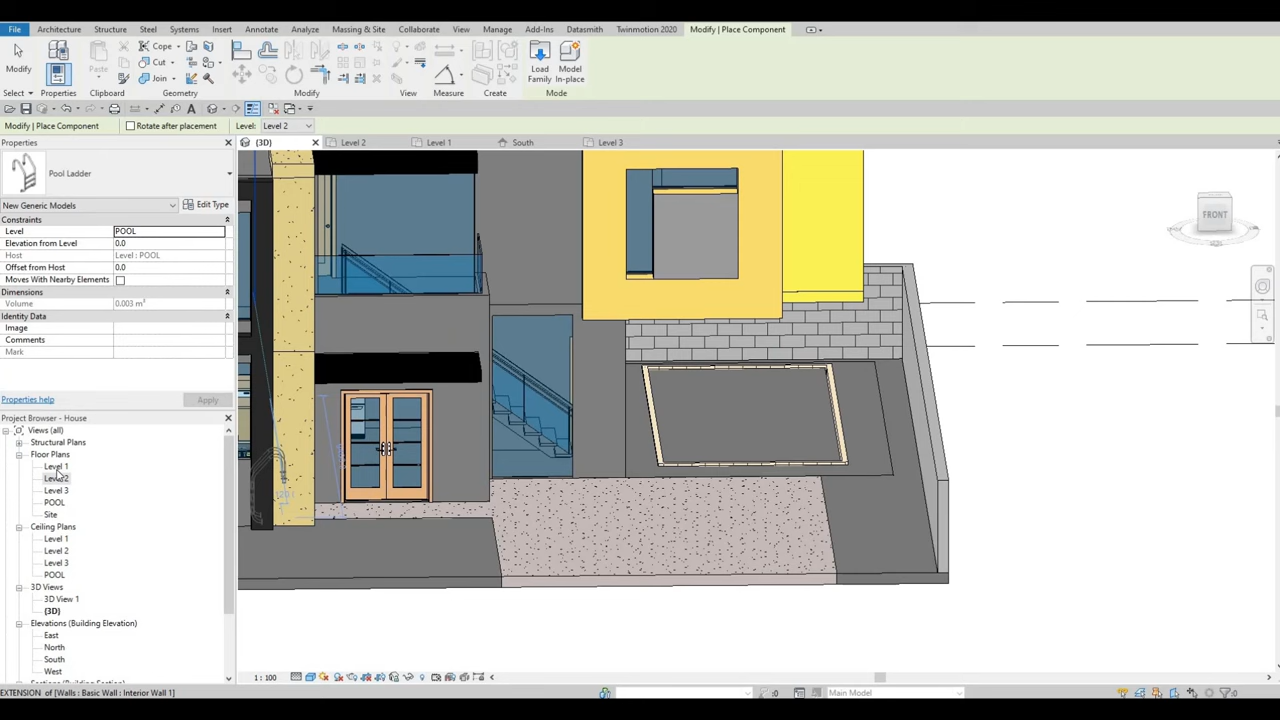 File Architecture Structure Steel Systems Insert Annotate Analyze Massing & Site Collaborate View Manage Add-Ins Datasmith Twinmotion 2020 Modify | Place Component
Cope
Cut
Join
Modify
Paste
Load Family
Model In-place
Select Properties Clipboard Geometry Modify View Measure Create Mode
Modify | Place Component Rotate after placement Level: Level 2
Properties
(3D) Level 2 Level 1 South Level 3
Pool Ladder
New Generic Models Edit Type
Constraints
Level POOL
Elevation from Level 0.0
Host Level : POOL
Offset from Host 0.0
Moves With Nearby Elements
Dimensions
Volume 0.003 m³
Identity Data
Image
Comments
Mark
FRONT
Properties help Apply
Project Browser - House
Views (all)
Structural Plans
Floor Plans
Level 1
Level 2
Level 3
POOL
Site
Ceiling Plans
Level 1
Level 2
Level 3
POOL
3D Views
3D View 1
(3D)
Elevations (Building Elevation)
East
North
South
West
1 : 100
EXTENSION of [Walls : Basic Wall : Interior Wall 1] :0 Main Model :0